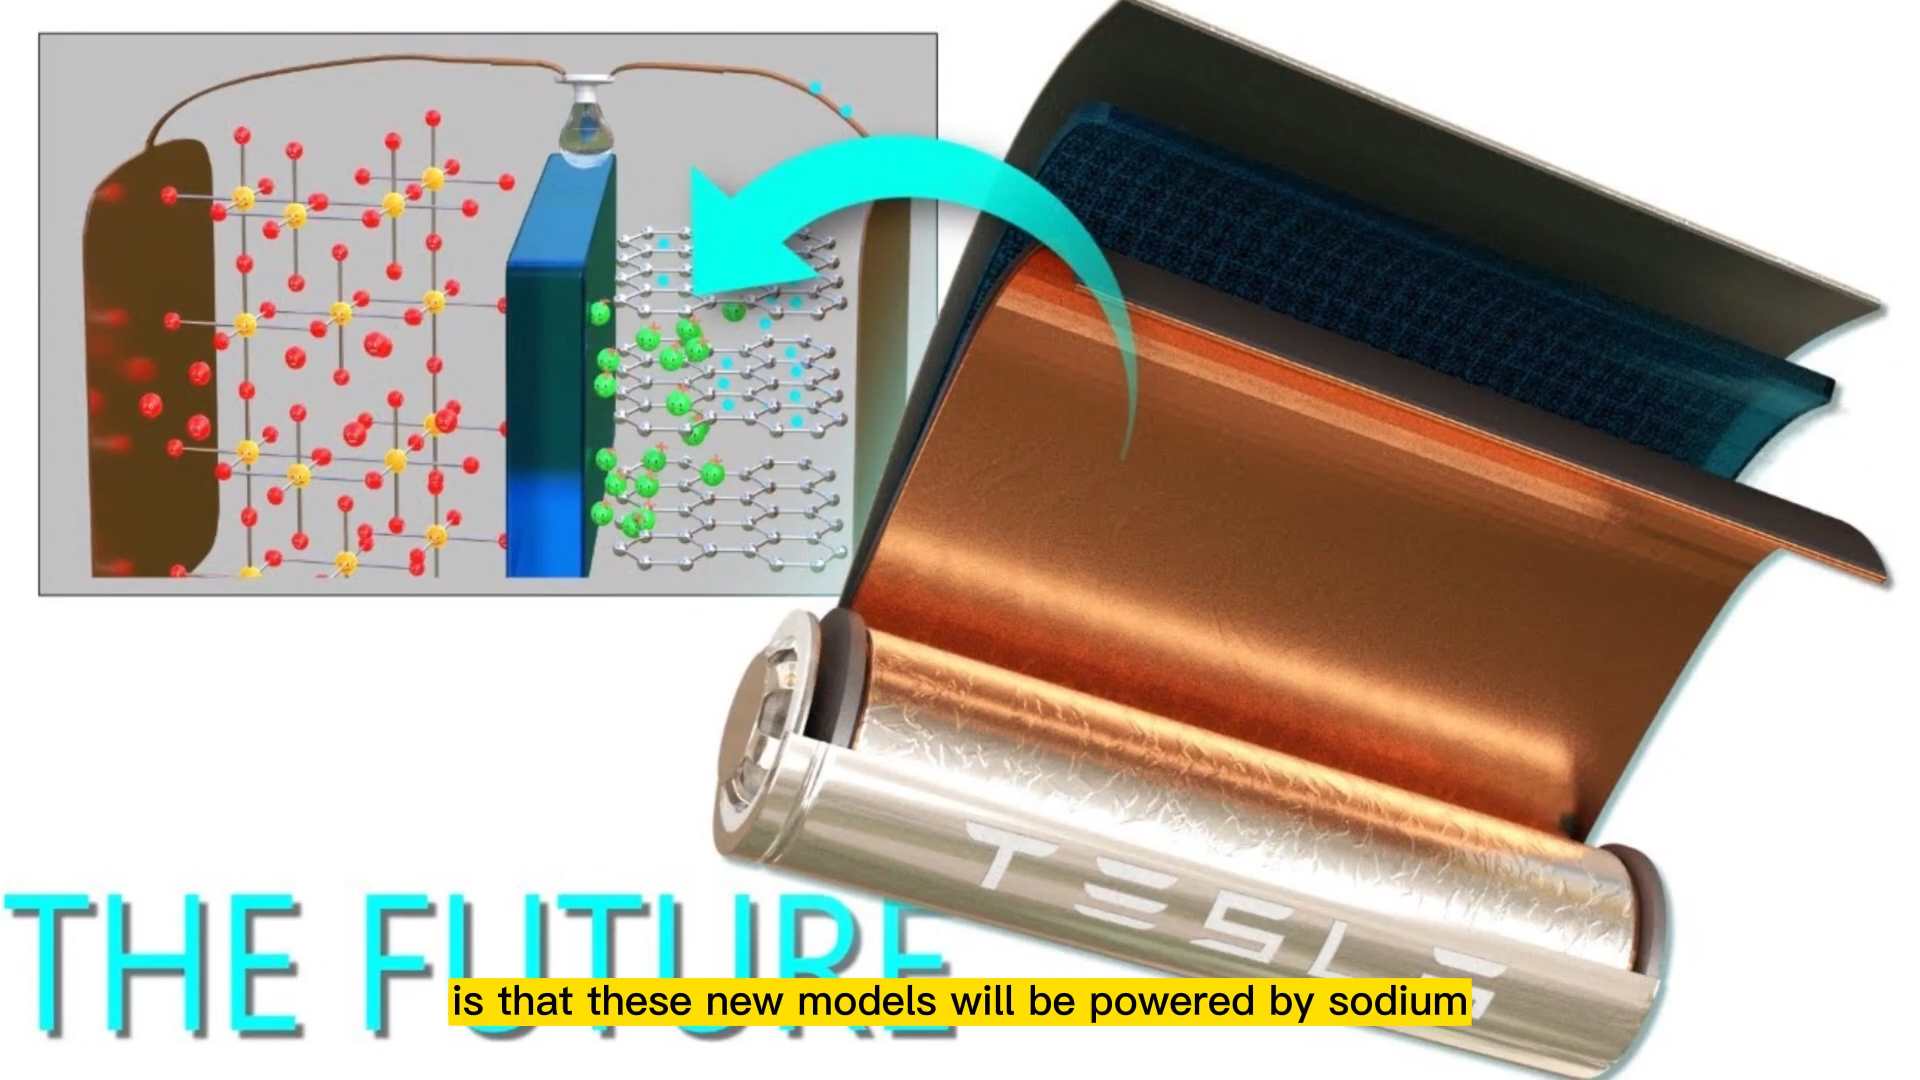 TESLA
THE FUTURE
is that these new models will be powered by sodium